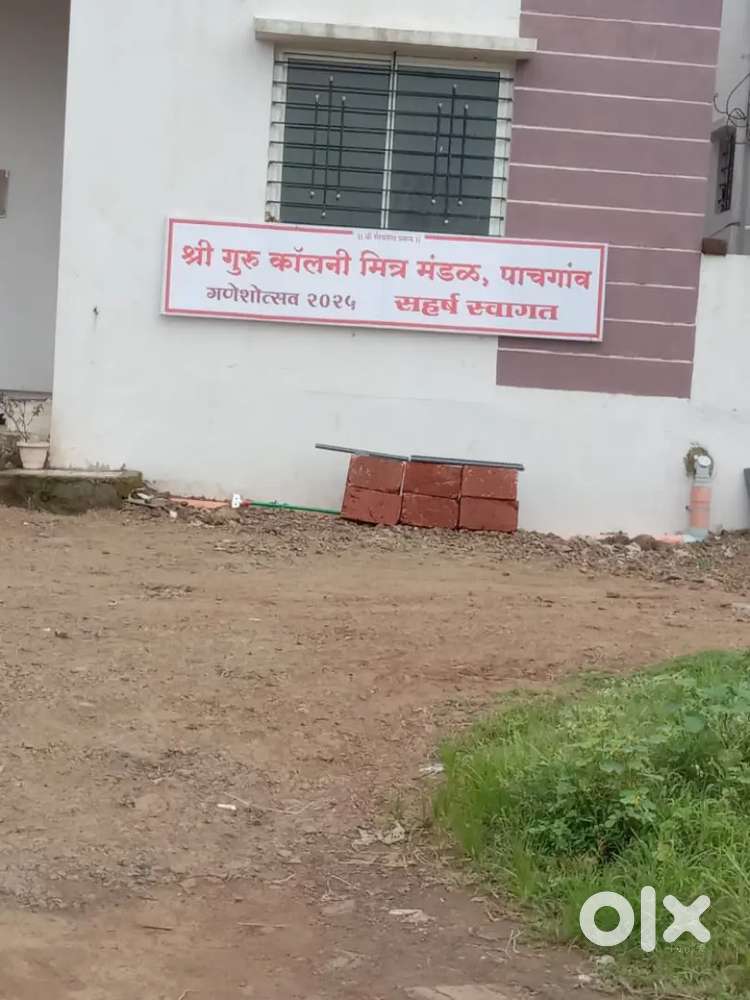 श्री गुरु कॉलनी मित्र मंडळ, पाचगांव
गणेशोत्सव २०२५ सहर्ष स्वागत
olx